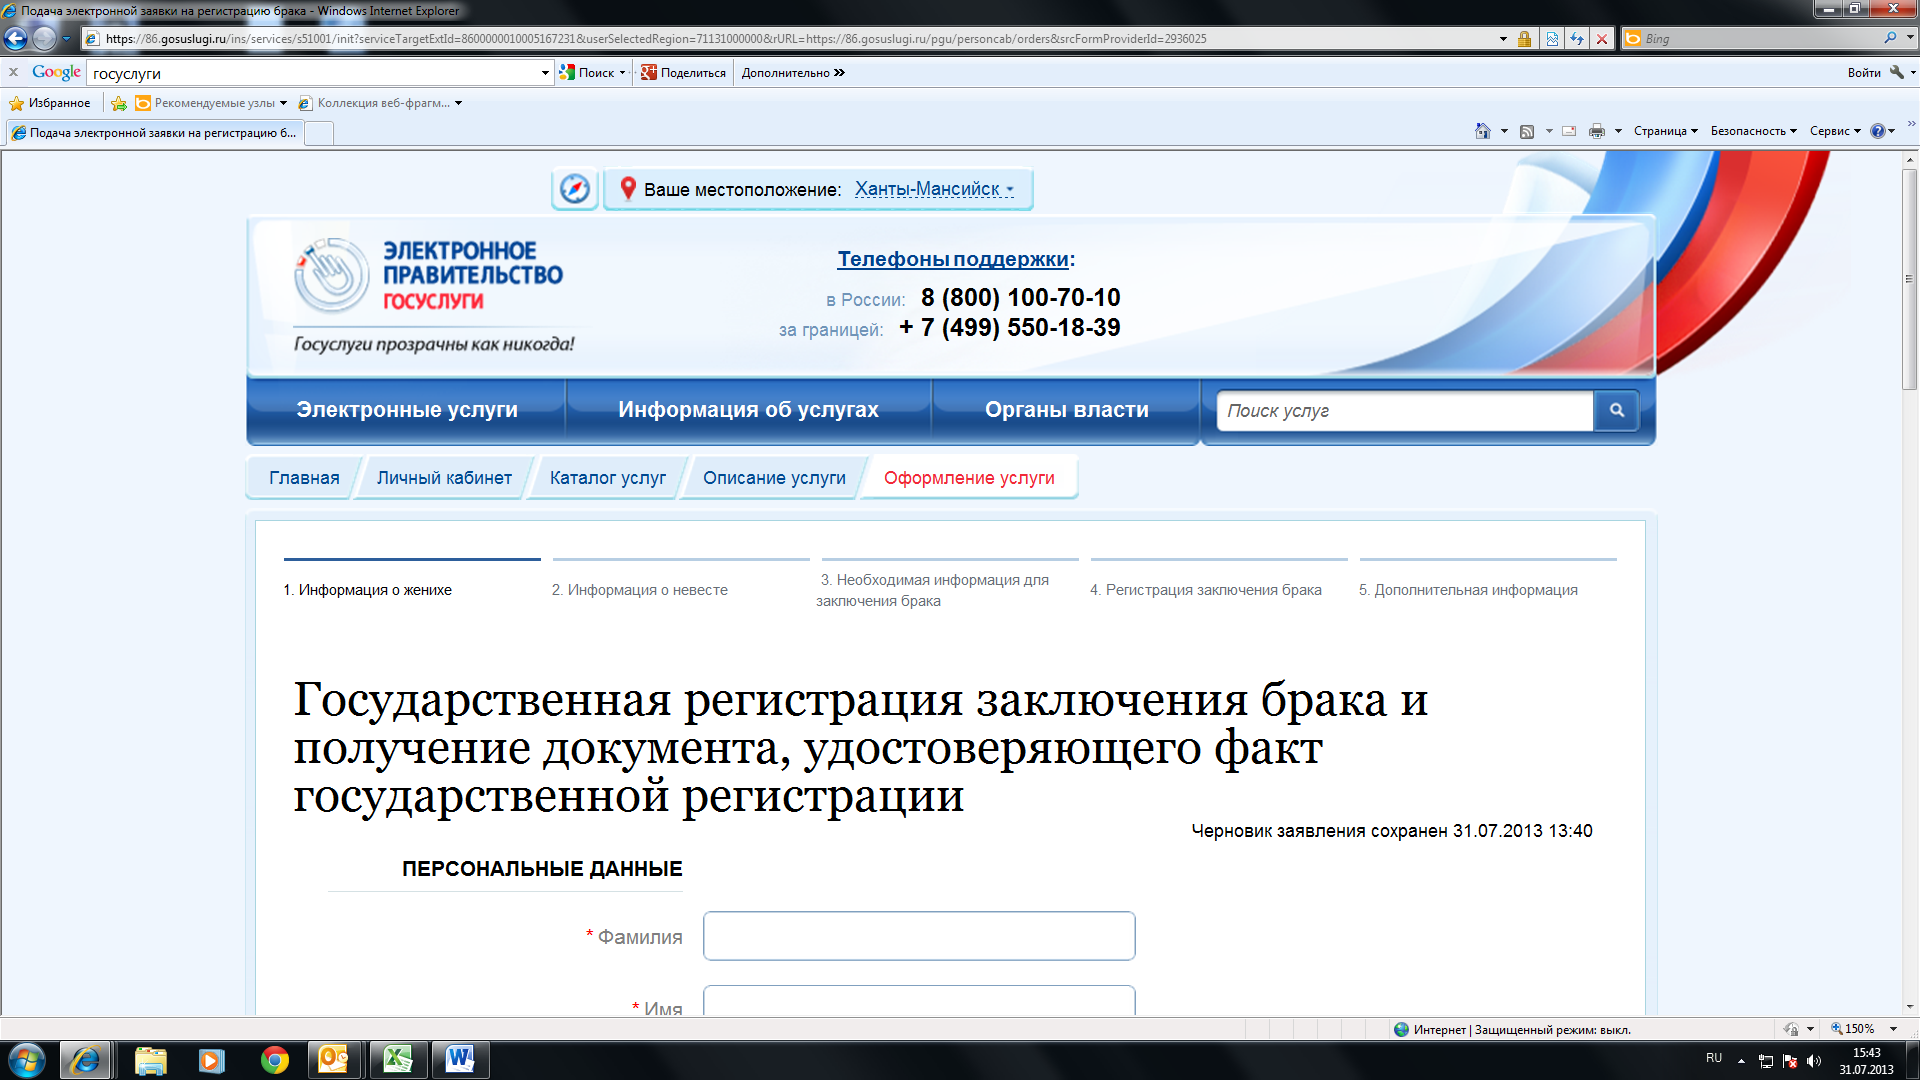 Подача электронной заявки на регистрацию брака - Windows Internet Explorer
https://86.gosuslugi.ru/ins/services/s51001/init?serviceTargetExtId=8600000010005167231&userSelectedRegion=71131000000&rURL=https://86.gosuslugi.ru/pgu/personcab/orders&srcFormProviderId=2936025
Bing
Google госуслуги Поиск Поделиться Дополнительно Войти
Избранное Рекомендуемые узлы Коллекция веб-фрагм...
Подача электронной заявки на регистрацию б...
Страница Безопасность Сервис
Ваше местоположение: Ханты-Мансийск
ЭЛЕКТРОННОЕ
ПРАВИТЕЛЬСТВО
ГОСУСЛУГИ
Госуслуги прозрачны как никогда!
Телефоны поддержки:
в России: 8 (800) 100-70-10
за границей: + 7 (499) 550-18-39
Электронные услуги Информация об услугах Органы власти Поиск услуг
Главная Личный кабинет Каталог услуг Описание услуги Оформление услуги
1. Информация о женихе
2. Информация о невесте
3. Необходимая информация для
заключения брака
4. Регистрация заключения брака
5. Дополнительная информация
Государственная регистрация заключения брака и
получение документа, удостоверяющего факт
государственной регистрации
Черновик заявления сохранен 31.07.2013 13:40
ПЕРСОНАЛЬНЫЕ ДАННЫЕ
* Фамилия
* Имя
Интернет | Защищенный режим: выкл.
150%
RU
15:43
31.07.2013